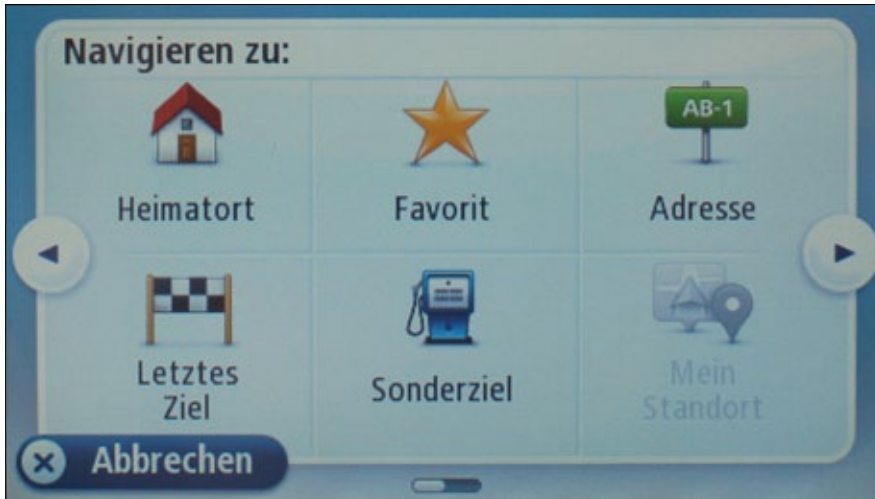 Navigieren zu:
AB-1
Heimatort
Favorit
Adresse
Letztes
Ziel
Sonderziel
Mein
Standort
Abbrechen